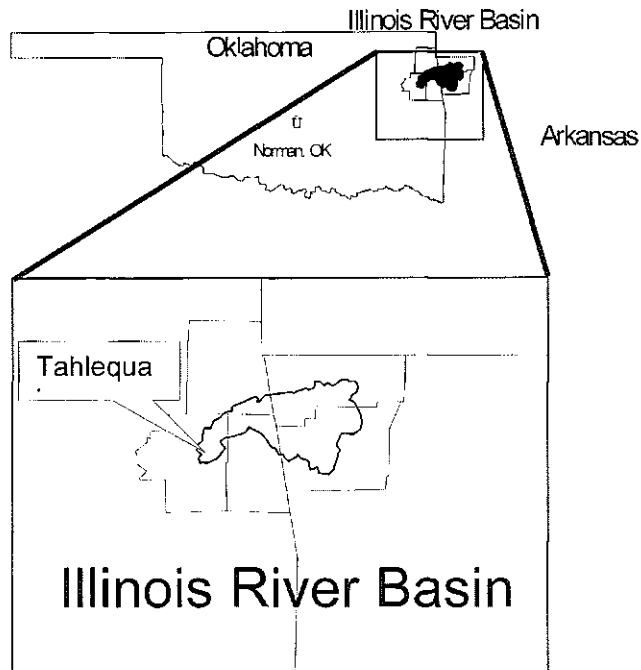 Illinois River Basin
Oklahoma
Arkansas
Norman. OK
Tahlequa
Illinois River Basin